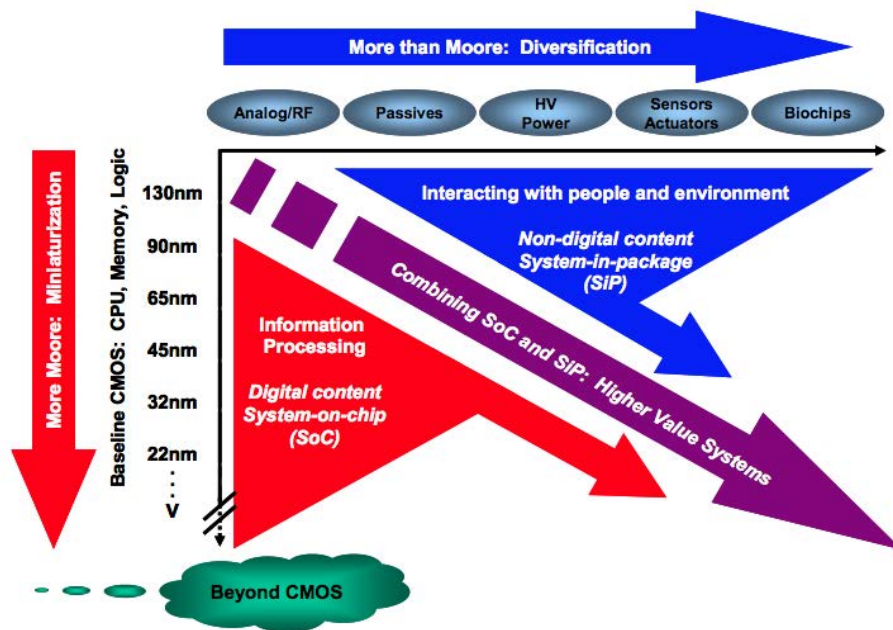 More than Moore: Diversification
Analog/RF
Passives
HV
Power
Sensors
Actuators
Biochips
More Moore: Miniaturization
Baseline CMOS: CPU, Memory, Logic
130nm
90nm
65nm
45nm
32nm
22nm
V
Interacting with people and environment
Non-digital content
System-in-package
(SiP)
Combining SoC and SiP: Higher Value Systems
Information
Processing
Digital content
System-on-chip
(SoC)
Beyond CMOS